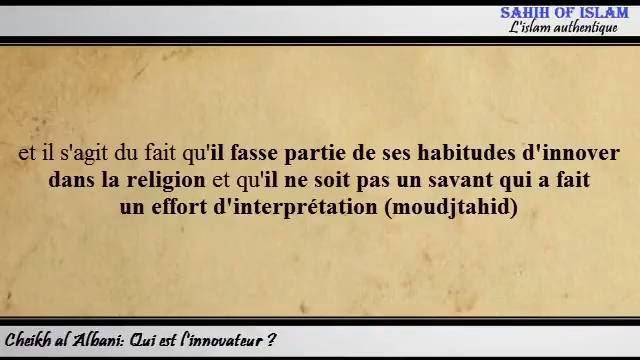 SAHIH OF ISLAM
L'islam authentique
et il s'agit du fait qu'il fasse partie de ses habitudes d'innover
dans la religion et qu'il ne soit pas un savant qui a fait
un effort d'interprétation (moudjtahid)
Cheikh al Albani: Qui est l'innovateur ?